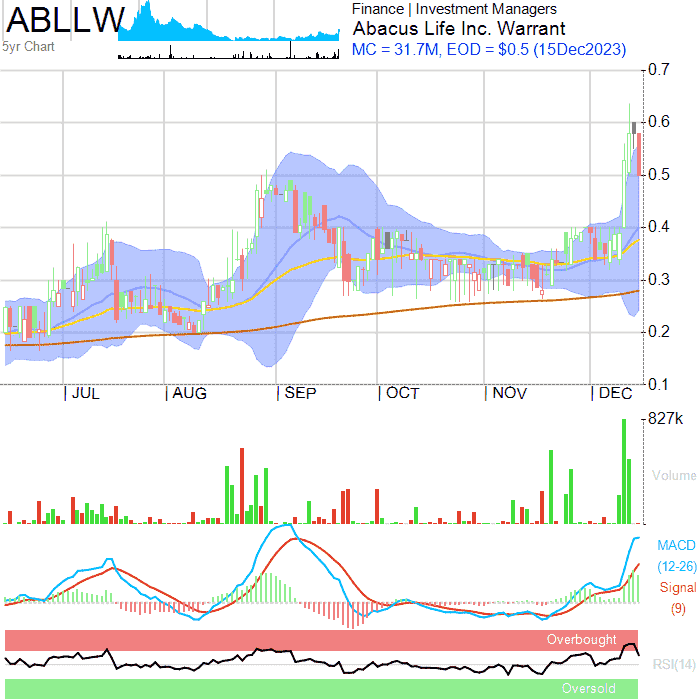 ABLLW
5yr Chart
Finance | Investment Managers
Abacus Life Inc. Warrant
MC = 31.7M, EOD = $0.5 (15Dec2023)
0.7
0.6
0.5
0.4
0.3
0.2
0.1
JUL AUG SEP OCT NOV DEC
827k
Volume
MACD
(12-26)
Signal
(9)
Overbought
RSI(14)
Oversold